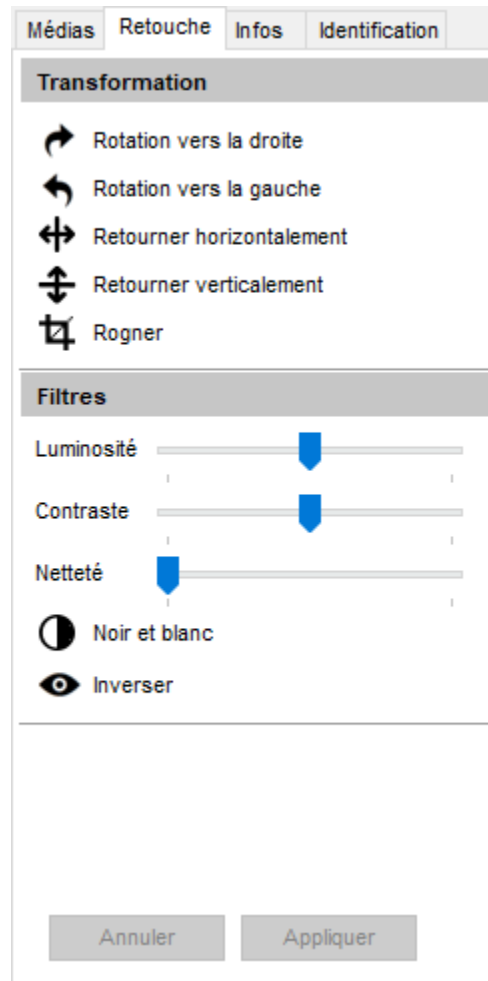 Médias Retouche Infos Identification
Transformation
Rotation vers la droite
Rotation vers la gauche
Retourner horizontalement
Retourner verticalement
Rogner
Filtres
Luminosité
Contraste
Netteté
Noir et blanc
Inverser
Annuler Appliquer